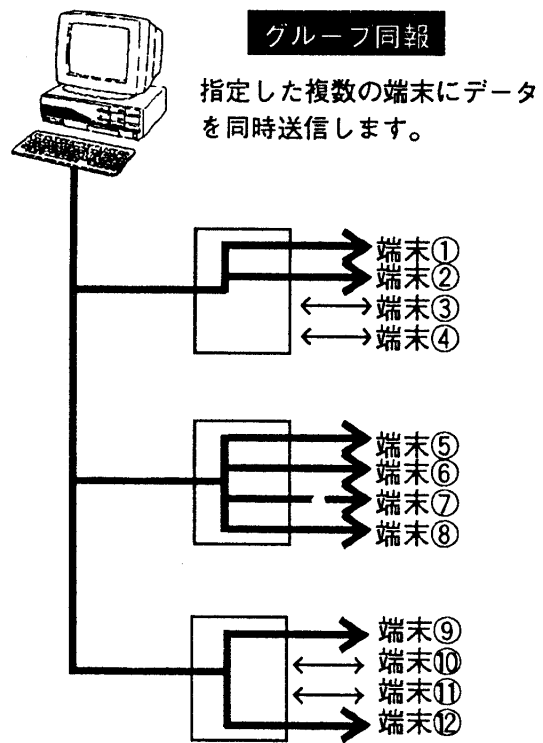 グループ同報
指定した複数の端末にデータ
を同時送信します。
端末①
端末②
端末③
端末④
端末⑤
端末⑥
端末⑦
端末⑧
端末⑨
端末⑩
端末⑪
端末⑫